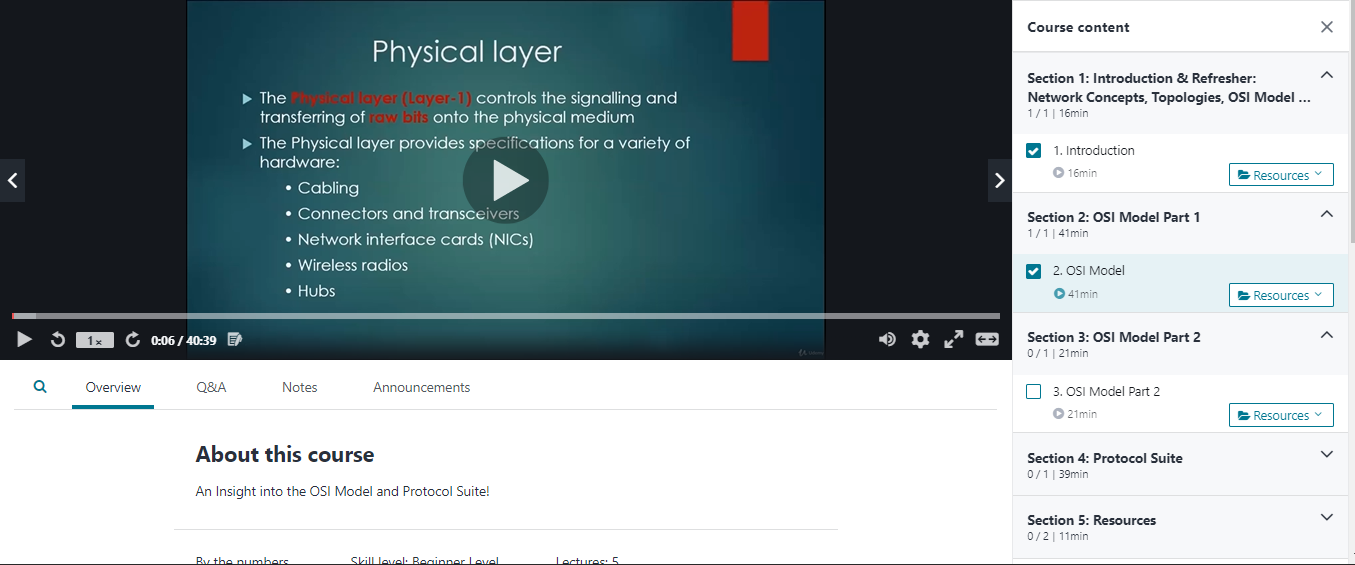 Physical layer
The Physical layer (Layer-1) controls the signalling and
transferring of raw bits onto the physical medium
The Physical layer provides specifications for a variety of
hardware:
• Cabling
• Connectors and transceivers
• Network interface cards (NICs)
• Wireless radios
• Hubs
1x
0:06 / 40:39
Overview
Q&A
Notes
Announcements
About this course
An Insight into the OSI Model and Protocol Suite!
By the numbers
Skill level: Beginner Level
Lectures: 5
Course content
Section 1: Introduction & Refresher:
Network Concepts, Topologies, OSI Model ...
1 / 1 | 16min
1. Introduction
16min
Resources
Section 2: OSI Model Part 1
1 / 1 | 41min
2. OSI Model
41min
Resources
Section 3: OSI Model Part 2
0 / 1 | 21min
3. OSI Model Part 2
21min
Resources
Section 4: Protocol Suite
0 / 1 | 39min
Section 5: Resources
0 / 2 | 11min